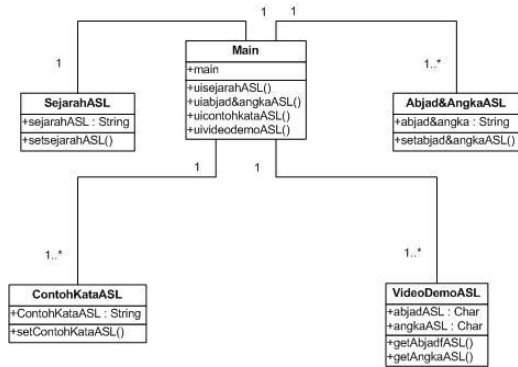 1
1
Main
+main
+uisejarahASL()
+uiabjad&angkaASL()
+uicontohkataASL()
+uivideodemoASL()
1
1..*
SejarahASL
+sejarahASL : String
+setsejarahASL()
Abjad&AngkaASL
+abjad&angka : String
+setabjad&angkaASL()
1
1
1..*
1..*
ContohKataASL
+ContohKataASL : String
+setContohKataASL()
VideoDemoASL
+abjadASL : Char
+angkaASL : Char
+getAbjadfASL()
+getAngkaASL()